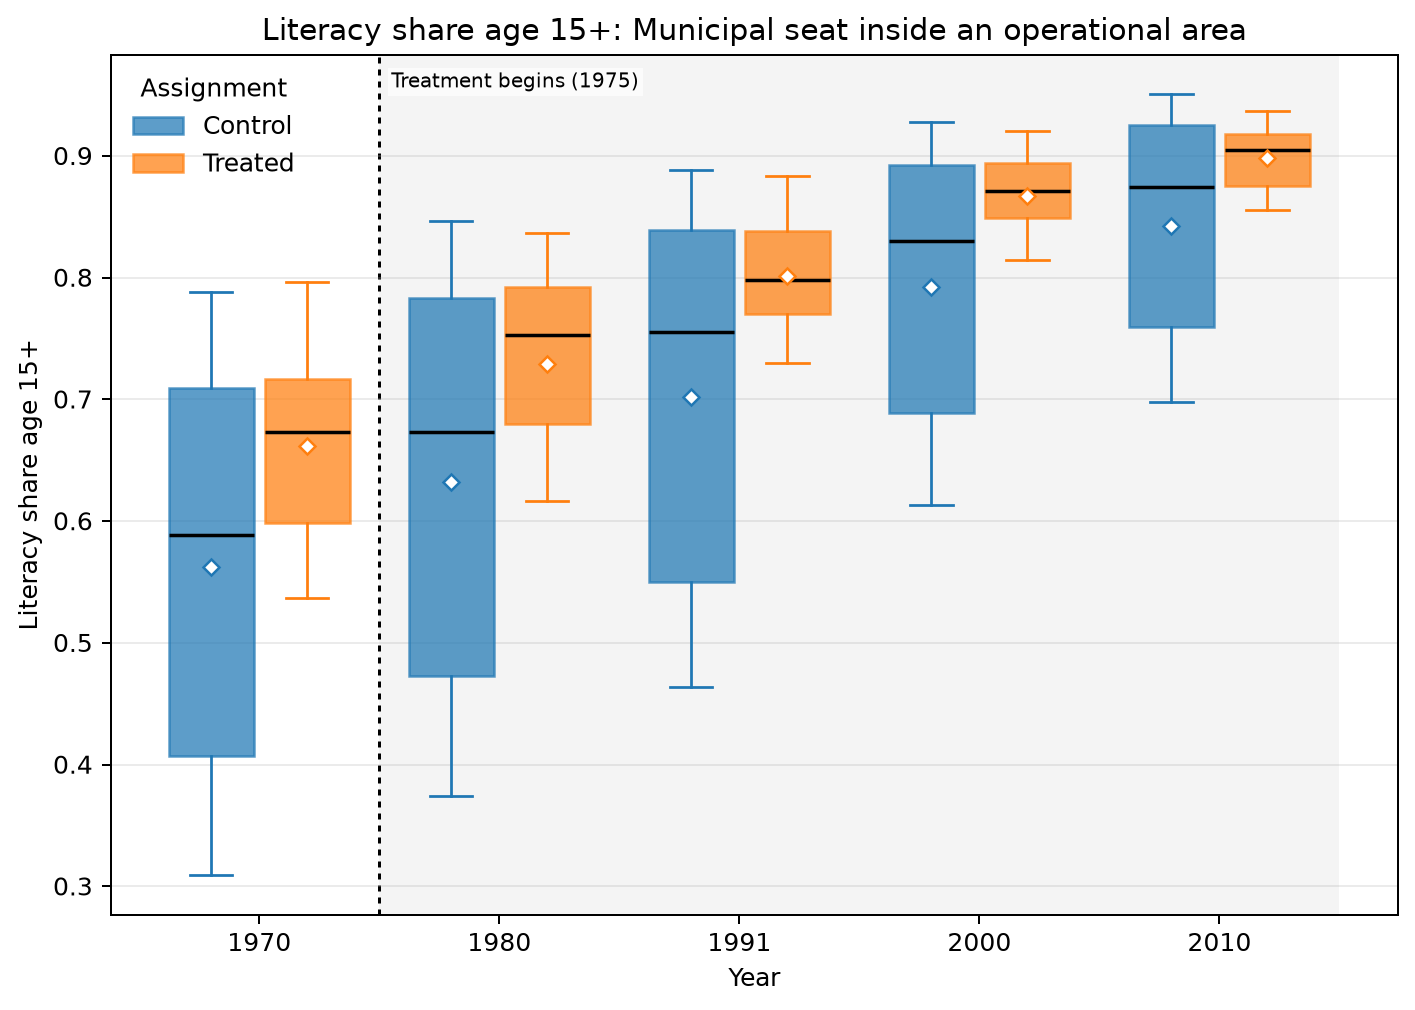 Literacy share age 15+: Municipal seat inside an operational area
Assignment
Control
Treated
Treatment begins (1975)
Literacy share age 15+
0.9
0.8
0.7
0.6
0.5
0.4
0.3
1970 1980 1991 2000 2010
Year